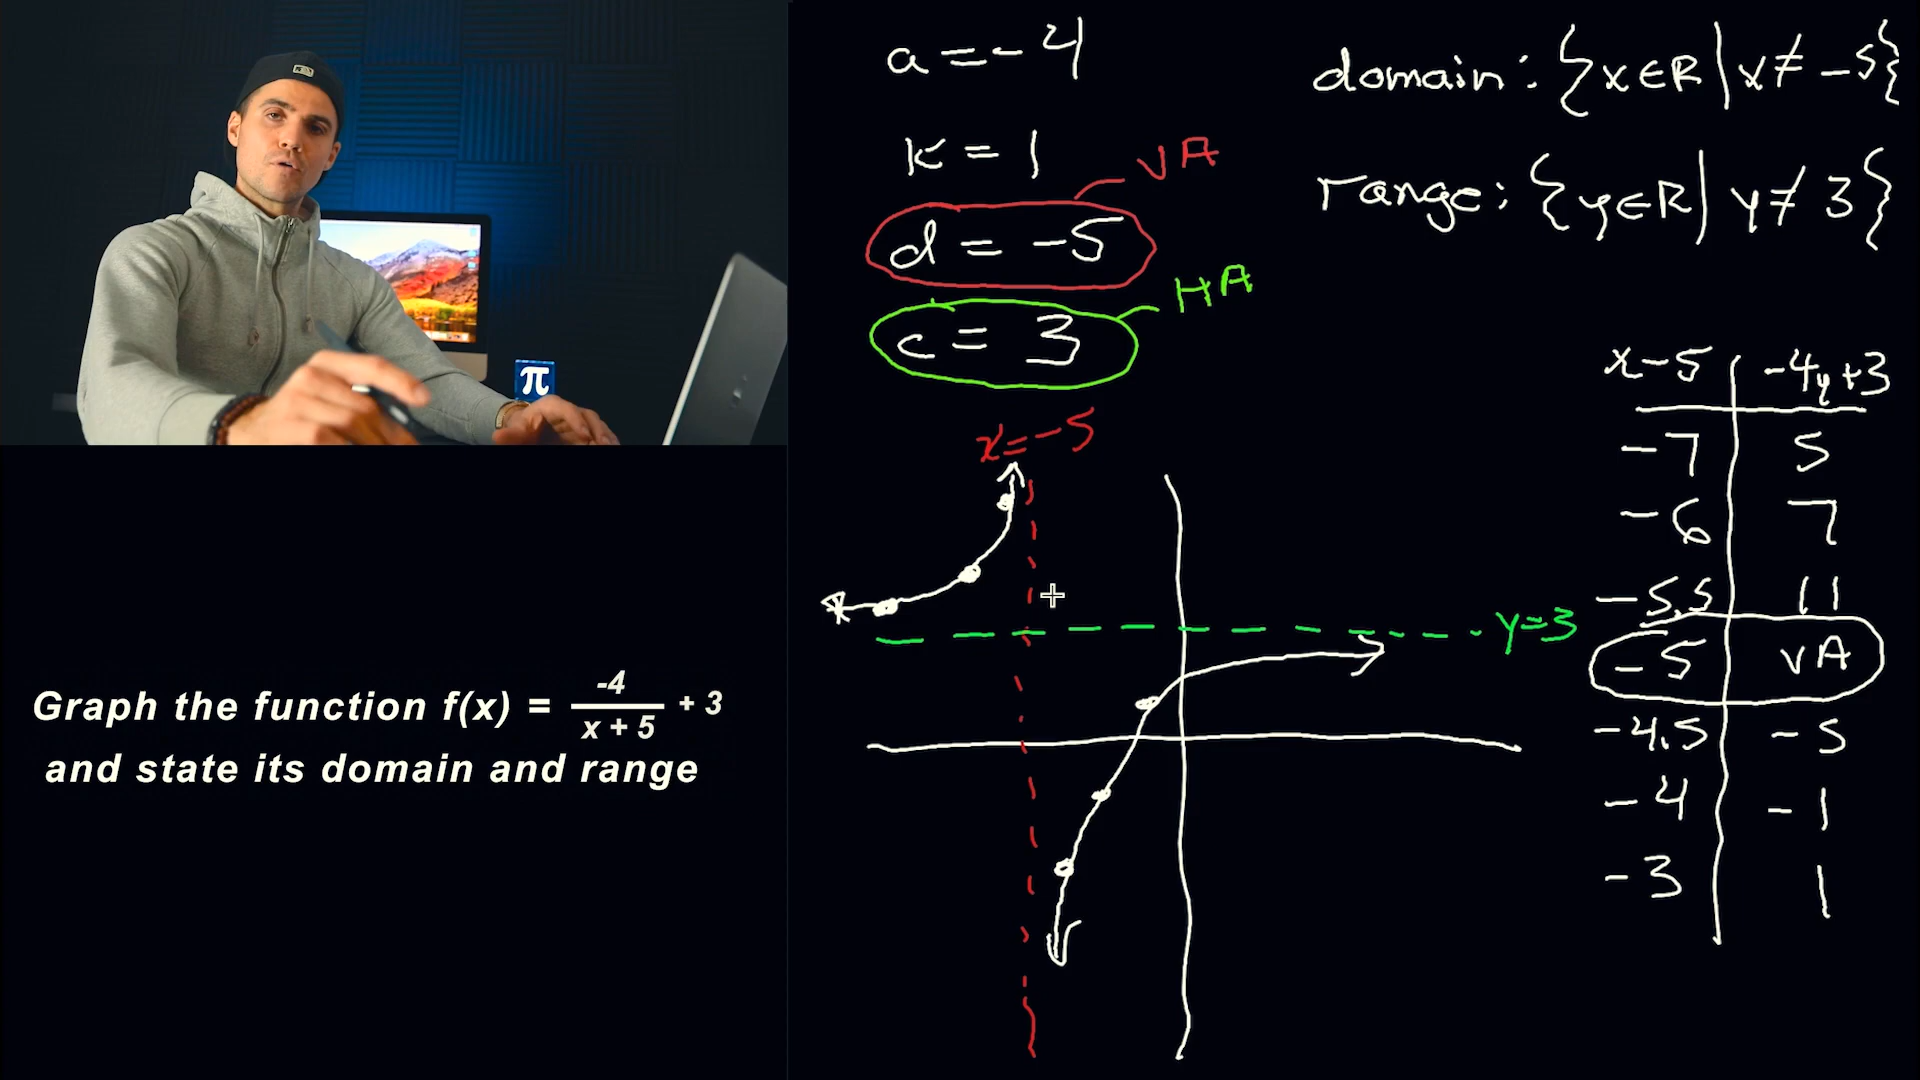 π
Graph the function f(x) = -4/(x + 5) + 3
and state its domain and range
a = -4
k = 1
VA
d = -5
HA
c = 3
domain: {x∈R | x ≠ -5}
range: {y∈R | y ≠ 3}
x = -5
y = 3
x-5 | -4y+3
-7 | 5
-6 | 7
-5.5 | 11
-5 | VA
-4.5 | -5
-4 | -1
-3 | 1